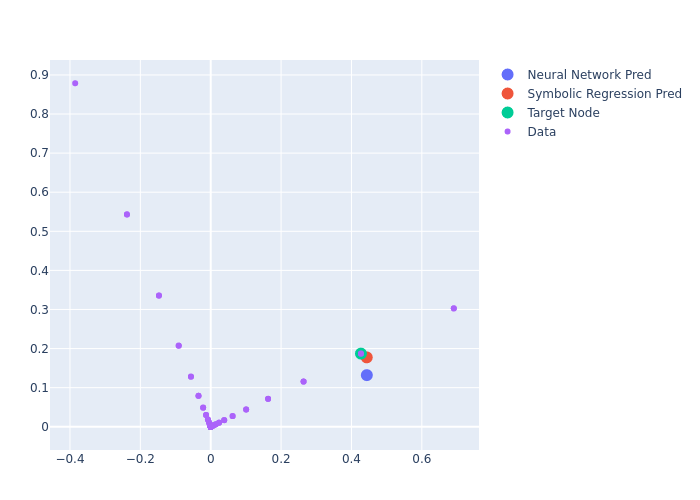 Neural Network Pred
Symbolic Regression Pred
Target Node
Data
0.9
0.8
0.7
0.6
0.5
0.4
0.3
0.2
0.1
0
−0.4 −0.2 0 0.2 0.4 0.6